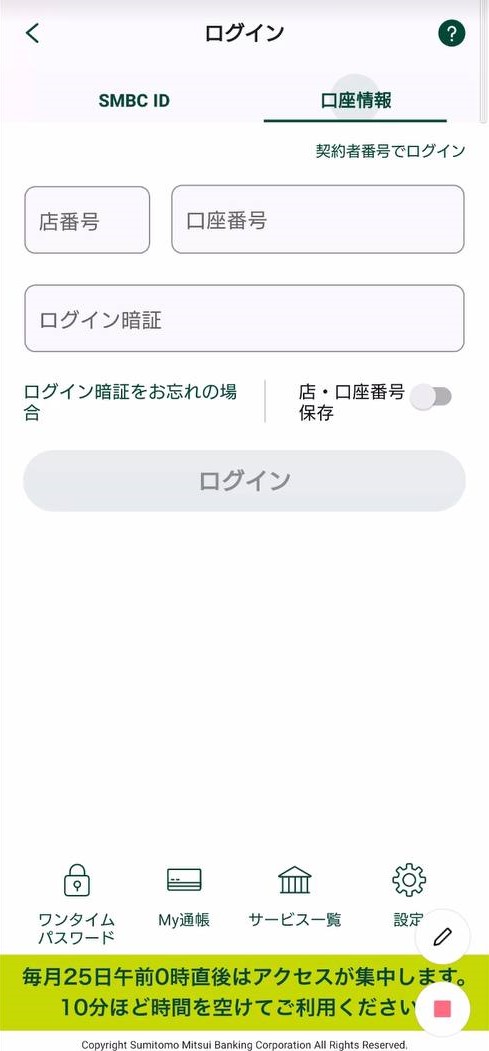 ログイン
?
SMBC ID
口座情報
契約者番号でログイン
店番号
口座番号
ログイン暗証
ログイン暗証をお忘れの場
合
店・口座番号
保存
ログイン
ワンタイム
パスワード
My通帳
サービス一覧
設定
毎月25日午前0時直後はアクセスが集中します。
10分ほど時間を空けてご利用ください
Copyright Sumitomo Mitsui Banking Corporation All Rights Reserved.